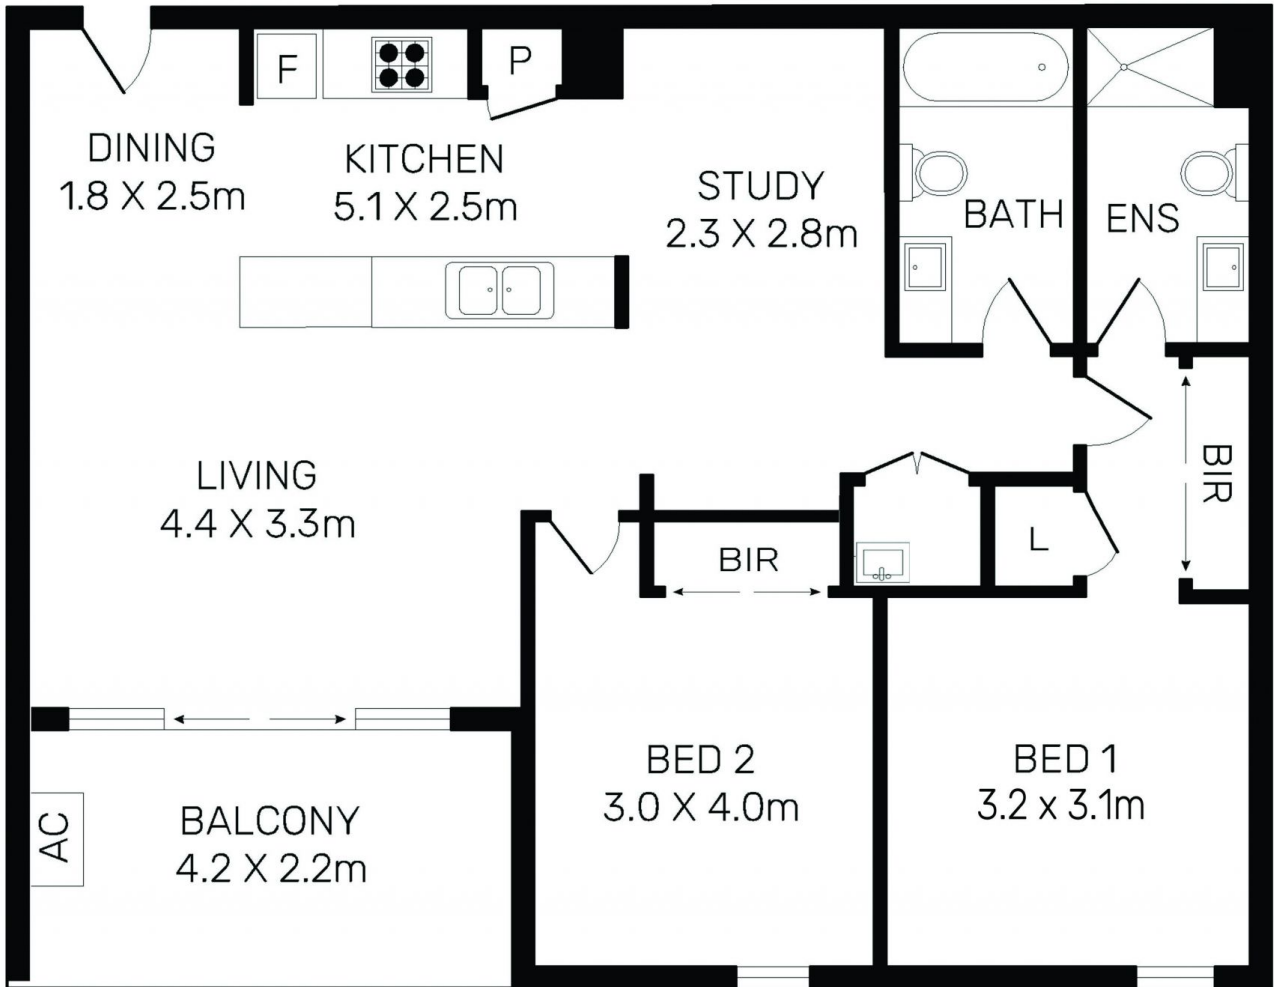 F
P
DINING
1.8 X 2.5m
KITCHEN
5.1 X 2.5m
STUDY
2.3 X 2.8m
BATH
ENS
LIVING
4.4 X 3.3m
BIR
BIR
L
BED 2
3.0 X 4.0m
BED 1
3.2 x 3.1m
AC
BALCONY
4.2 X 2.2m